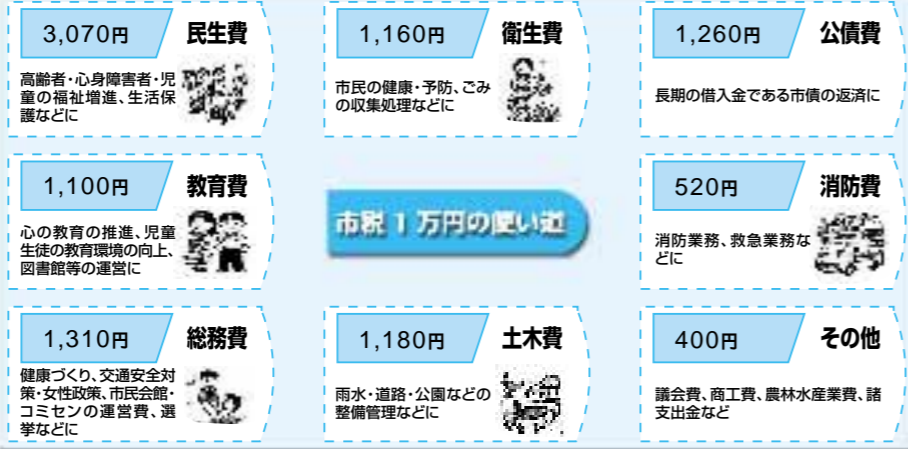 3,070円 民生費
高齢者・心身障害者・児
童の福祉増進、生活保
護などに
1,160円 衛生費
市民の健康・予防、ごみ
の収集処理などに
1,260円 公債費
長期の借入金である市債の返済に
1,100円 教育費
心の教育の推進、児童
生徒の教育環境の向上、
図書館等の運営に
市税1万円の使い道
520円 消防費
消防業務、救急業務な
どに
1,310円 総務費
健康づくり、交通安全対
策・女性政策、市民会館・
コミセンの運営費、選
挙などに
1,180円 土木費
雨水・道路・公園などの
整備管理などに
400円 その他
議会費、商工費、農林水産業費、諸
支出金など